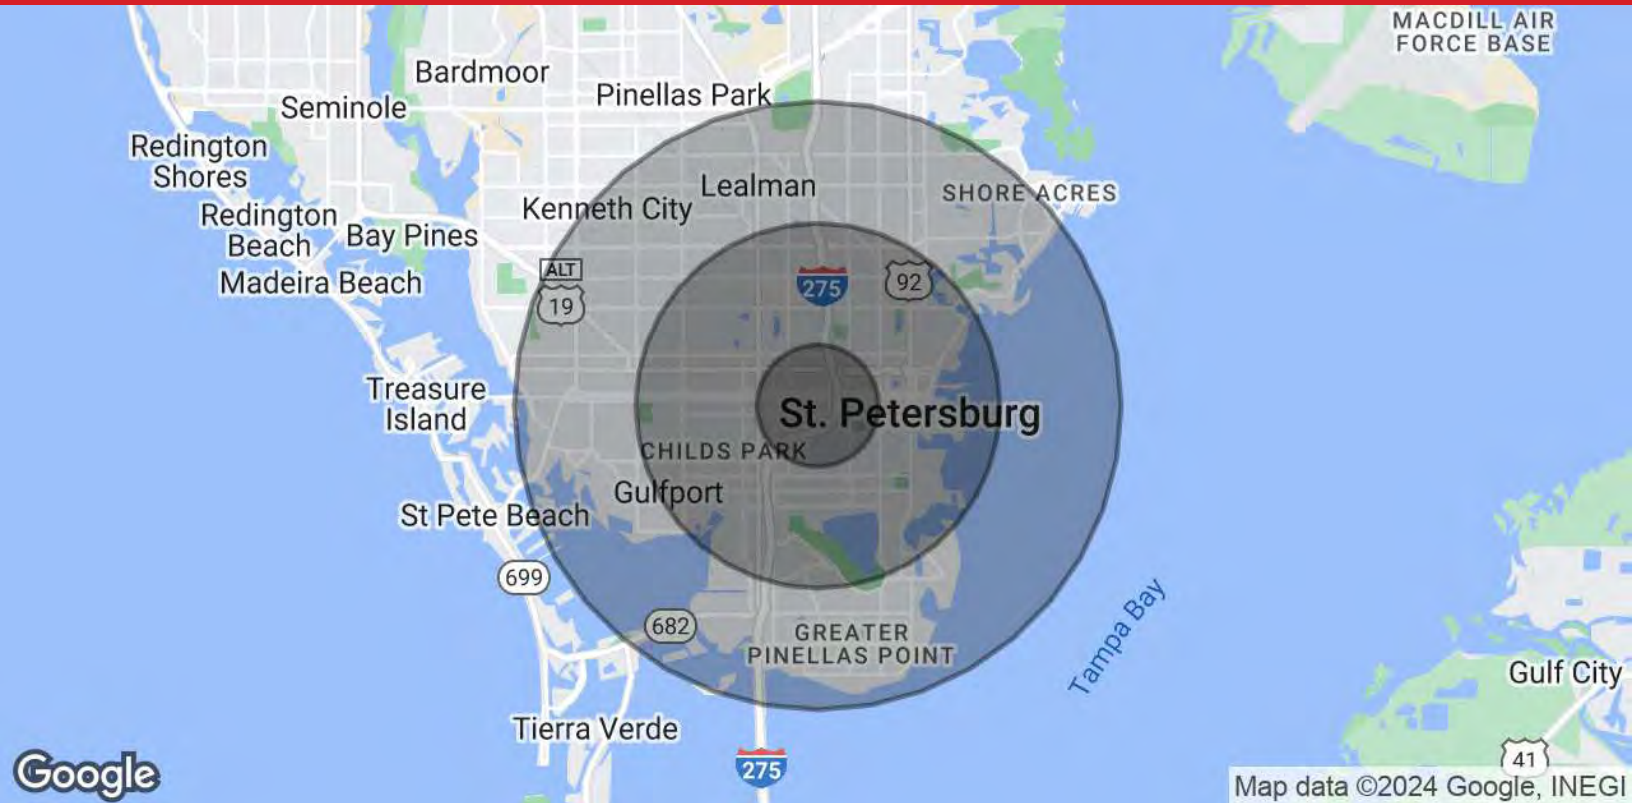 MACDILL AIR
FORCE BASE
Bardmoor
Pinellas Park
Seminole
Redington
Shores
Lealman
SHORE ACRES
Kenneth City
Redington
Beach
Bay Pines
ALT
19
275
92
Madeira Beach
Treasure
Island
St. Petersburg
CHILDS PARK
Gulfport
St Pete Beach
699
682
GREATER
PINELLAS POINT
Tampa Bay
Gulf City
Tierra Verde
275
41
Google
Map data ©2024 Google, INEGI